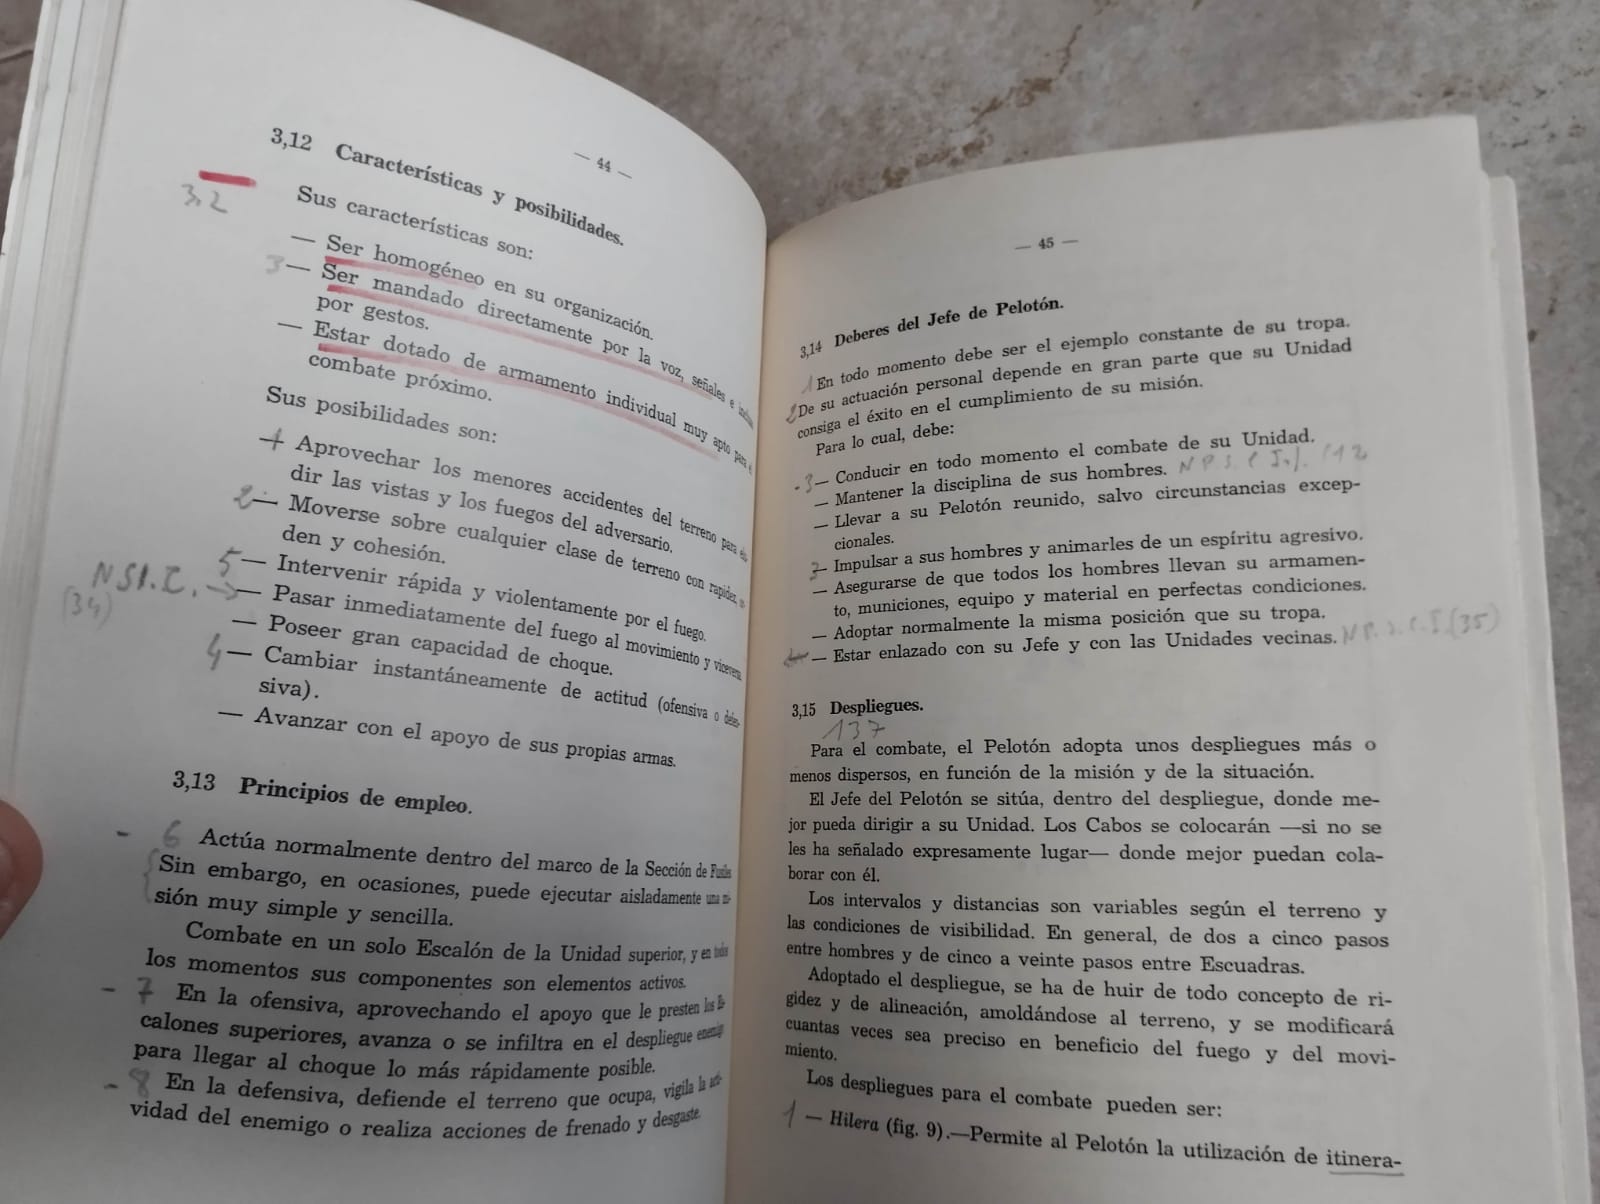 — 44 —
3,12 Características y posibilidades.
3.2
Sus características son:
— Ser homogéneo en su organización.
3 — Ser mandado directamente por la voz, señales e
por gestos.
— Estar dotado de armamento individual muy apto para el
combate próximo.
Sus posibilidades son:
1 — Aprovechar los menores accidentes del terreno para
dir las vistas y los fuegos del adversario.
2 — Moverse sobre cualquier clase de terreno con rapidez,
den y cohesión.
5 — Intervenir rápida y violentamente por el fuego.
— Pasar inmediatamente del fuego al movimiento y viceversa
(34)
— Poseer gran capacidad de choque.
4 — Cambiar instantáneamente de actitud (ofensiva o defen-
siva).
— Avanzar con el apoyo de sus propias armas.
3,13 Principios de empleo.
- 6 Actúa normalmente dentro del marco de la Sección de Fusiles
Sin embargo, en ocasiones, puede ejecutar aisladamente una mi-
sión muy simple y sencilla.
Combate en un solo Escalón de la Unidad superior, y en todos
los momentos sus componentes son elementos activos.
- 7 En la ofensiva, aprovechando el apoyo que le presten los Es-
calones superiores, avanza o se infiltra en el despliegue enemigo
para llegar al choque lo más rápidamente posible.
- 8 En la defensiva, defiende el terreno que ocupa, vigila la acti-
vidad del enemigo o realiza acciones de frenado y desgaste.
— 45 —
3,14 Deberes del Jefe de Pelotón.
1 En todo momento debe ser el ejemplo constante de su tropa.
2 De su actuación personal depende en gran parte que su Unidad
consiga el éxito en el cumplimiento de su misión.
Para lo cual, debe:
- 3 — Conducir en todo momento el combate de su Unidad.
— Mantener la disciplina de sus hombres.
— Llevar a su Pelotón reunido, salvo circunstancias excep-
cionales.
3 — Impulsar a sus hombres y animarles de un espíritu agresivo.
— Asegurarse de que todos los hombres llevan su armamen-
to, municiones, equipo y material en perfectas condiciones.
— Adoptar normalmente la misma posición que su tropa.
— Estar enlazado con su Jefe y con las Unidades vecinas. (35)
3,15 Despliegues.
137
Para el combate, el Pelotón adopta unos despliegues más o
menos dispersos, en función de la misión y de la situación.
El Jefe del Pelotón se sitúa, dentro del despliegue, donde me-
jor pueda dirigir a su Unidad. Los Cabos se colocarán —si no se
les ha señalado expresamente lugar— donde mejor puedan cola-
borar con él.
Los intervalos y distancias son variables según el terreno y
las condiciones de visibilidad. En general, de dos a cinco pasos
entre hombres y de cinco a veinte pasos entre Escuadras.
Adoptado el despliegue, se ha de huir de todo concepto de ri-
gidez y de alineación, amoldándose al terreno, y se modificará
cuantas veces sea preciso en beneficio del fuego y del movi-
miento.
Los despliegues para el combate pueden ser:
1 — Hilera (fig. 9).—Permite al Pelotón la utilización de itinera-